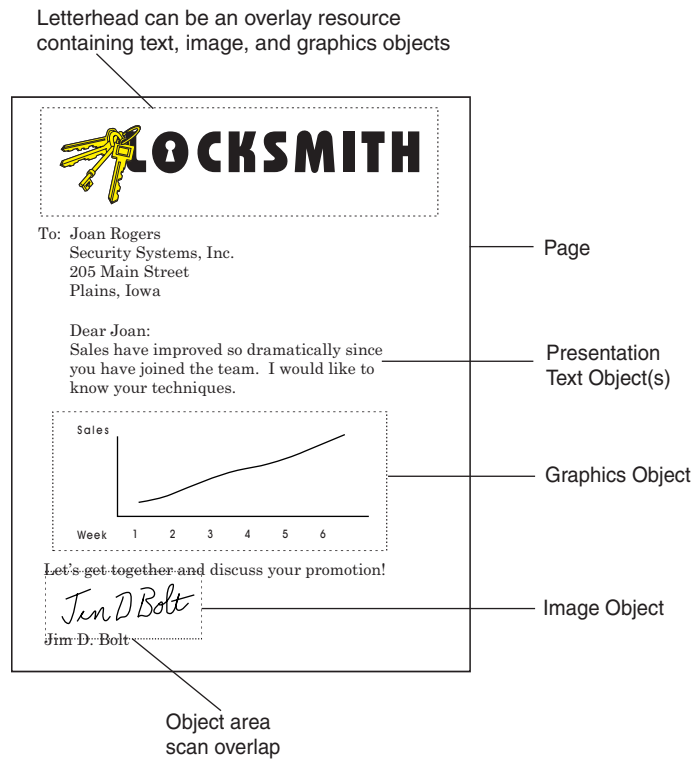 Letterhead can be an overlay resource
containing text, image, and graphics objects
LOCKSMITH
To: Joan Rogers
Security Systems, Inc.
205 Main Street
Plains, Iowa
Page
Dear Joan:
Sales have improved so dramatically since
you have joined the team. I would like to
know your techniques.
Presentation
Text Object(s)
Sales
Graphics Object
Week 1 2 3 4 5 6
Let's get together and discuss your promotion!
Jim D Bolt
Image Object
Jim D. Bolt
Object area
scan overlap